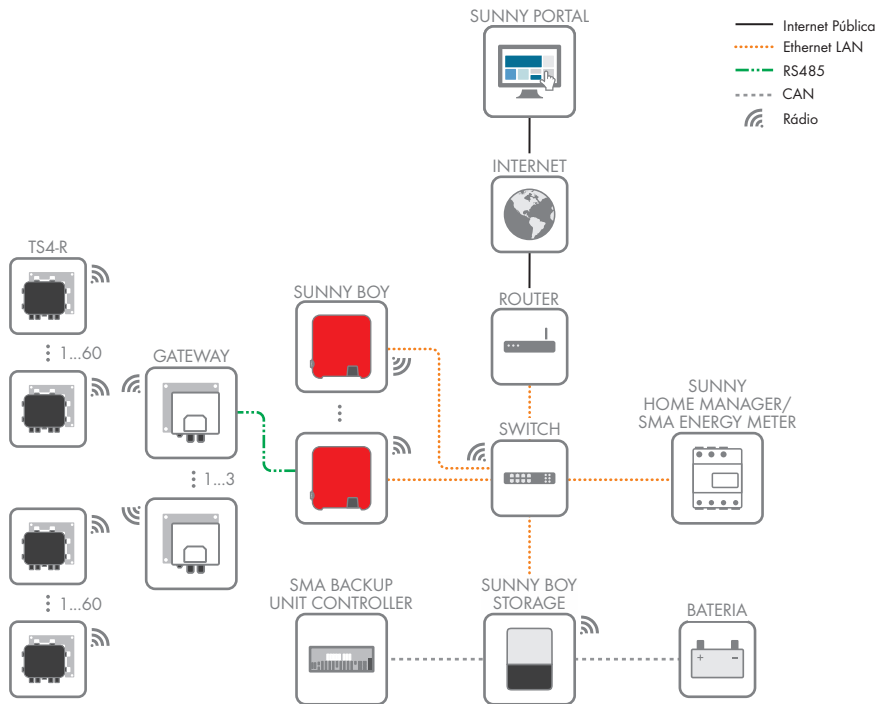 SUNNY PORTAL
Internet Pública
Ethernet LAN
RS485
CAN
Rádio
INTERNET
TS4-R
SUNNY BOY
ROUTER
1...60
GATEWAY
SUNNY
HOME MANAGER/
SMA ENERGY METER
SWITCH
1...3
SMA BACKUP
UNIT CONTROLLER
SUNNY BOY
STORAGE
BATERIA
1...60
+ −